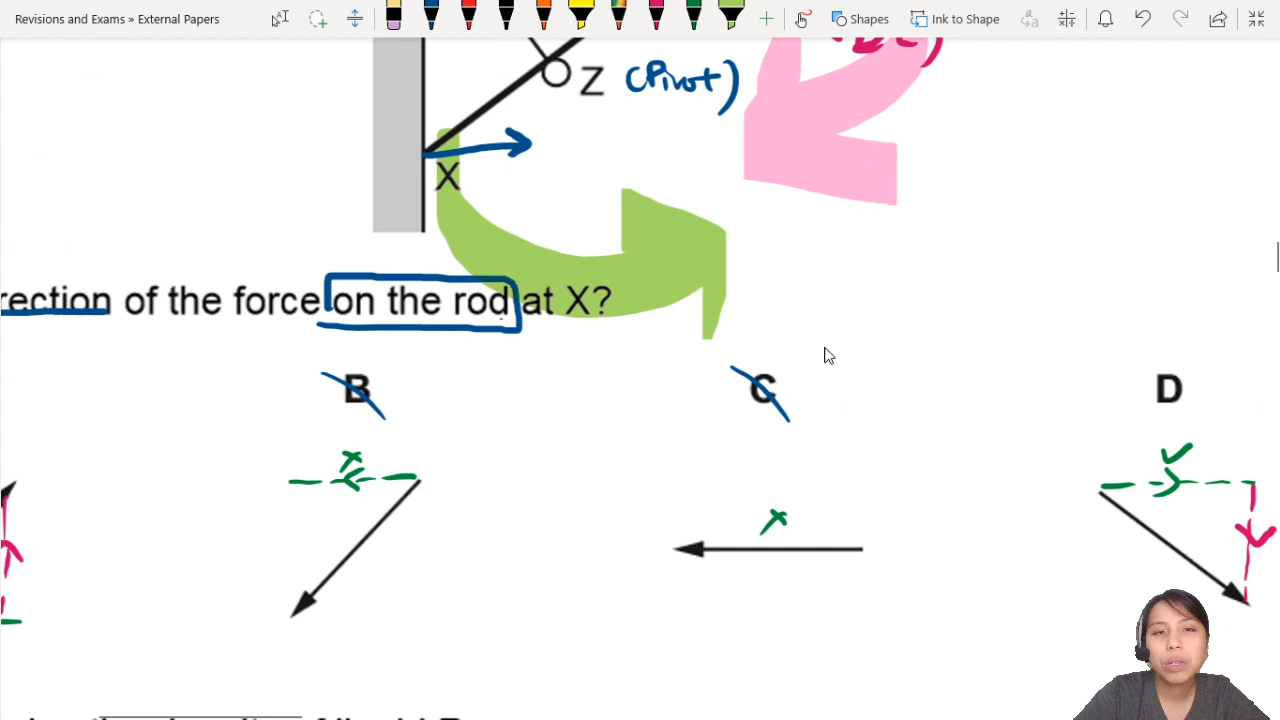 Revisions and Exams » External Papers
Shapes
Ink to Shape
Z (Pivot)
X
rection of the force on the rod at X?
B C D